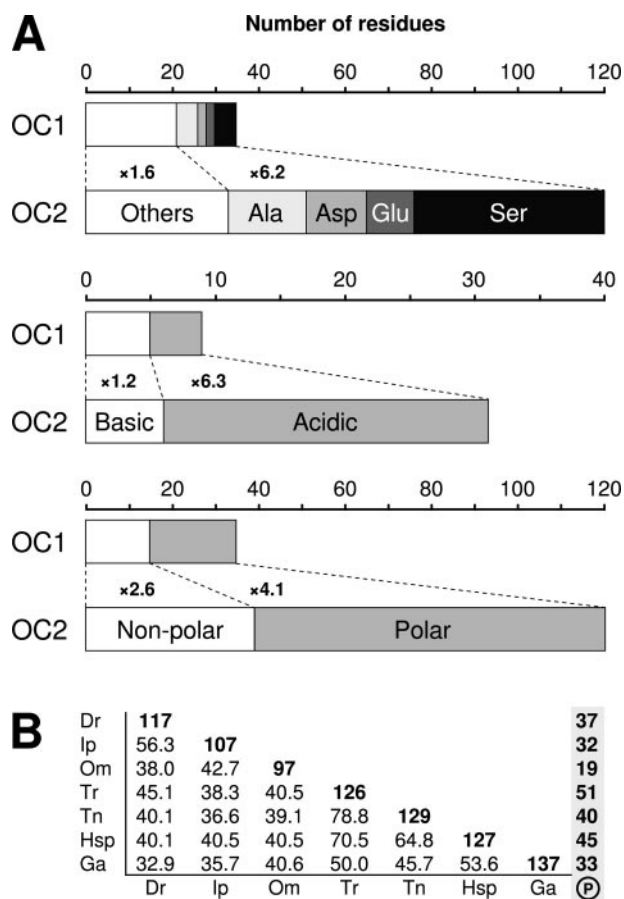 A
Number of residues
0 20 40 60 80 100 120
OC1
×1.6 ×6.2
OC2 Others Ala Asp Glu Ser
0 10 20 30 40
OC1
×1.2 ×6.3
OC2 Basic Acidic
0 20 40 60 80 100 120
OC1
×2.6 ×4.1
OC2 Non-polar Polar
B
Dr 117 37
Ip 56.3 107 32
Om 38.0 42.7 97 19
Tr 45.1 38.3 40.5 126 51
Tn 40.1 36.6 39.1 78.8 129 40
Hsp 40.1 40.5 40.5 70.5 64.8 127 45
Ga 32.9 35.7 40.6 50.0 45.7 53.6 137 33
Dr Ip Om Tr Tn Hsp Ga P